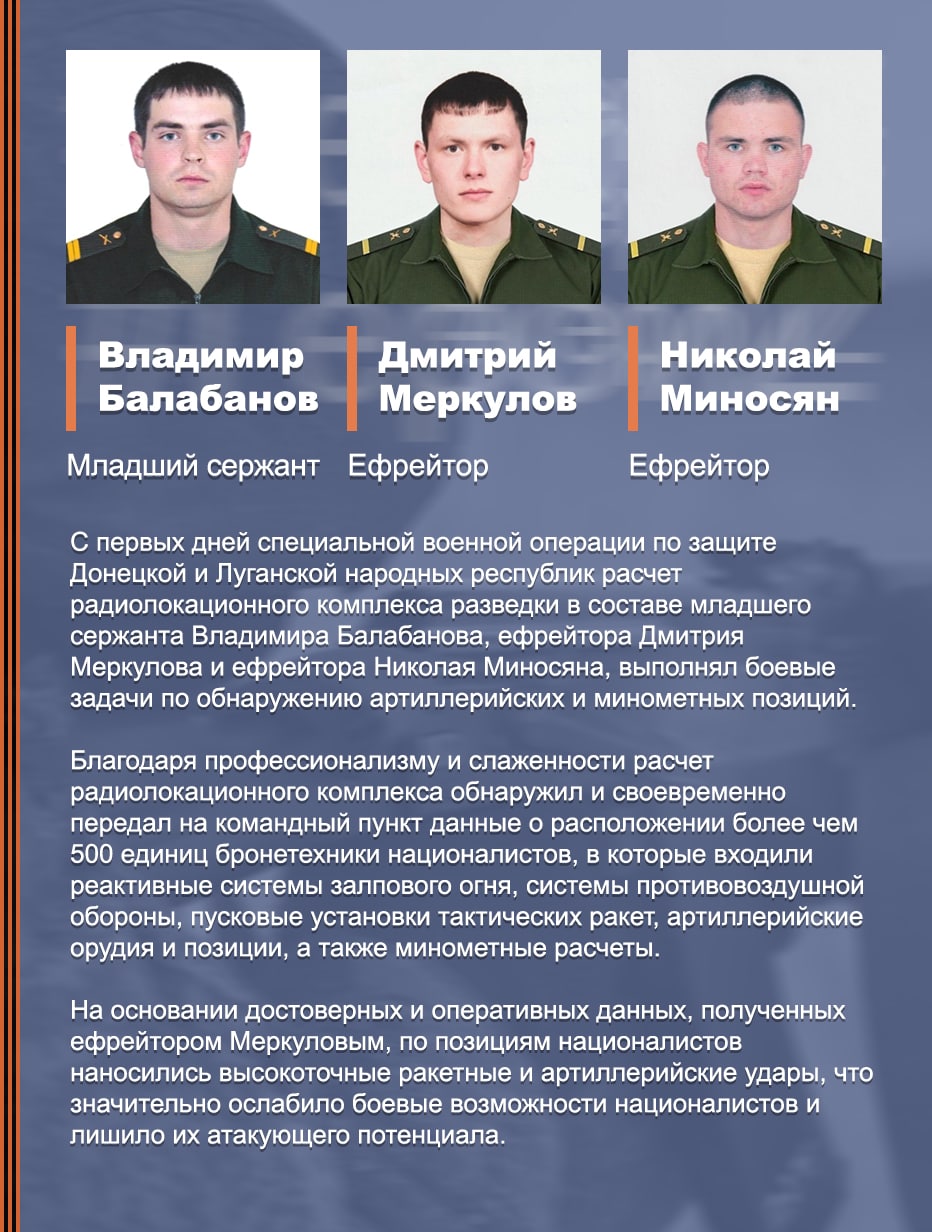 Владимир
Балабанов
Дмитрий
Меркулов
Николай
Миносян
Младший сержант
Ефрейтор
Ефрейтор
С первых дней специальной военной операции по защите
Донецкой и Луганской народных республик расчет
радиолокационного комплекса разведки в составе младшего
сержанта Владимира Балабанова, ефрейтора Дмитрия
Меркулова и ефрейтора Николая Миносяна, выполнял боевые
задачи по обнаружению артиллерийских и минометных позиций.
Благодаря профессионализму и слаженности расчет
радиолокационного комплекса обнаружил и своевременно
передал на командный пункт данные о расположении более чем
500 единиц бронетехники националистов, в которые входили
реактивные системы залпового огня, системы противовоздушной
обороны, пусковые установки тактических ракет, артиллерийские
орудия и позиции, а также минометные расчеты.
На основании достоверных и оперативных данных, полученных
ефрейтором Меркуловым, по позициям националистов
наносились высокоточные ракетные и артиллерийские удары, что
значительно ослабило боевые возможности националистов и
лишило их атакующего потенциала.